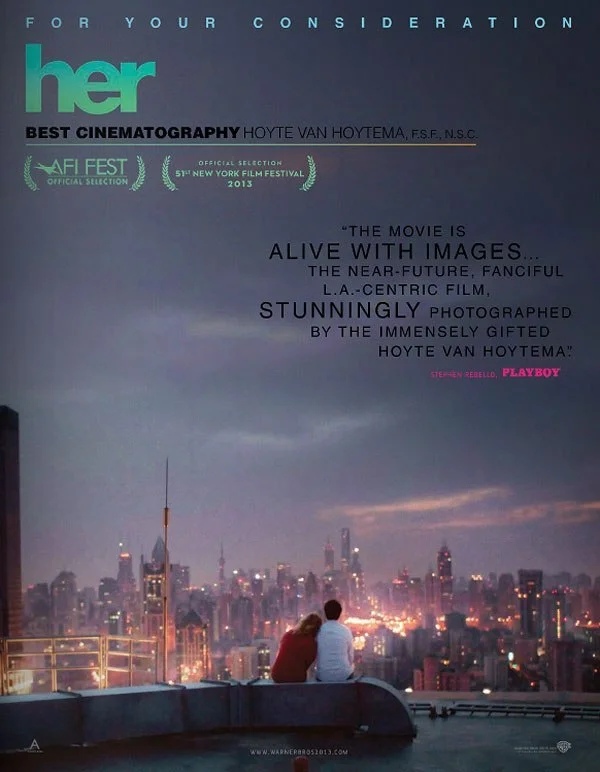 FOR YOUR CONSIDERATION
her
BEST CINEMATOGRAPHY HOYTE VAN HOYTEMA, F.S.F., N.S.C.
AFI FEST
OFFICIAL SELECTION
OFFICIAL SELECTION
51ST NEW YORK FILM FESTIVAL
2013
“THE MOVIE IS
ALIVE WITH IMAGES...
THE NEAR-FUTURE, FANCIFUL
L.A.-CENTRIC FILM,
STUNNINGLY PHOTOGRAPHED
BY THE IMMENSELY GIFTED
HOYTE VAN HOYTEMA.”
STEPHEN REBELLO, PLAYBOY
WWW.WARNERBROS2013.COM